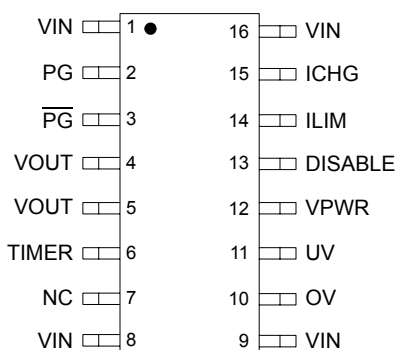 VIN 1 16 VIN
PG 2 15 ICHG
P̅G̅ 3 14 ILIM
VOUT 4 13 DISABLE
VOUT 5 12 VPWR
TIMER 6 11 UV
NC 7 10 OV
VIN 8 9 VIN